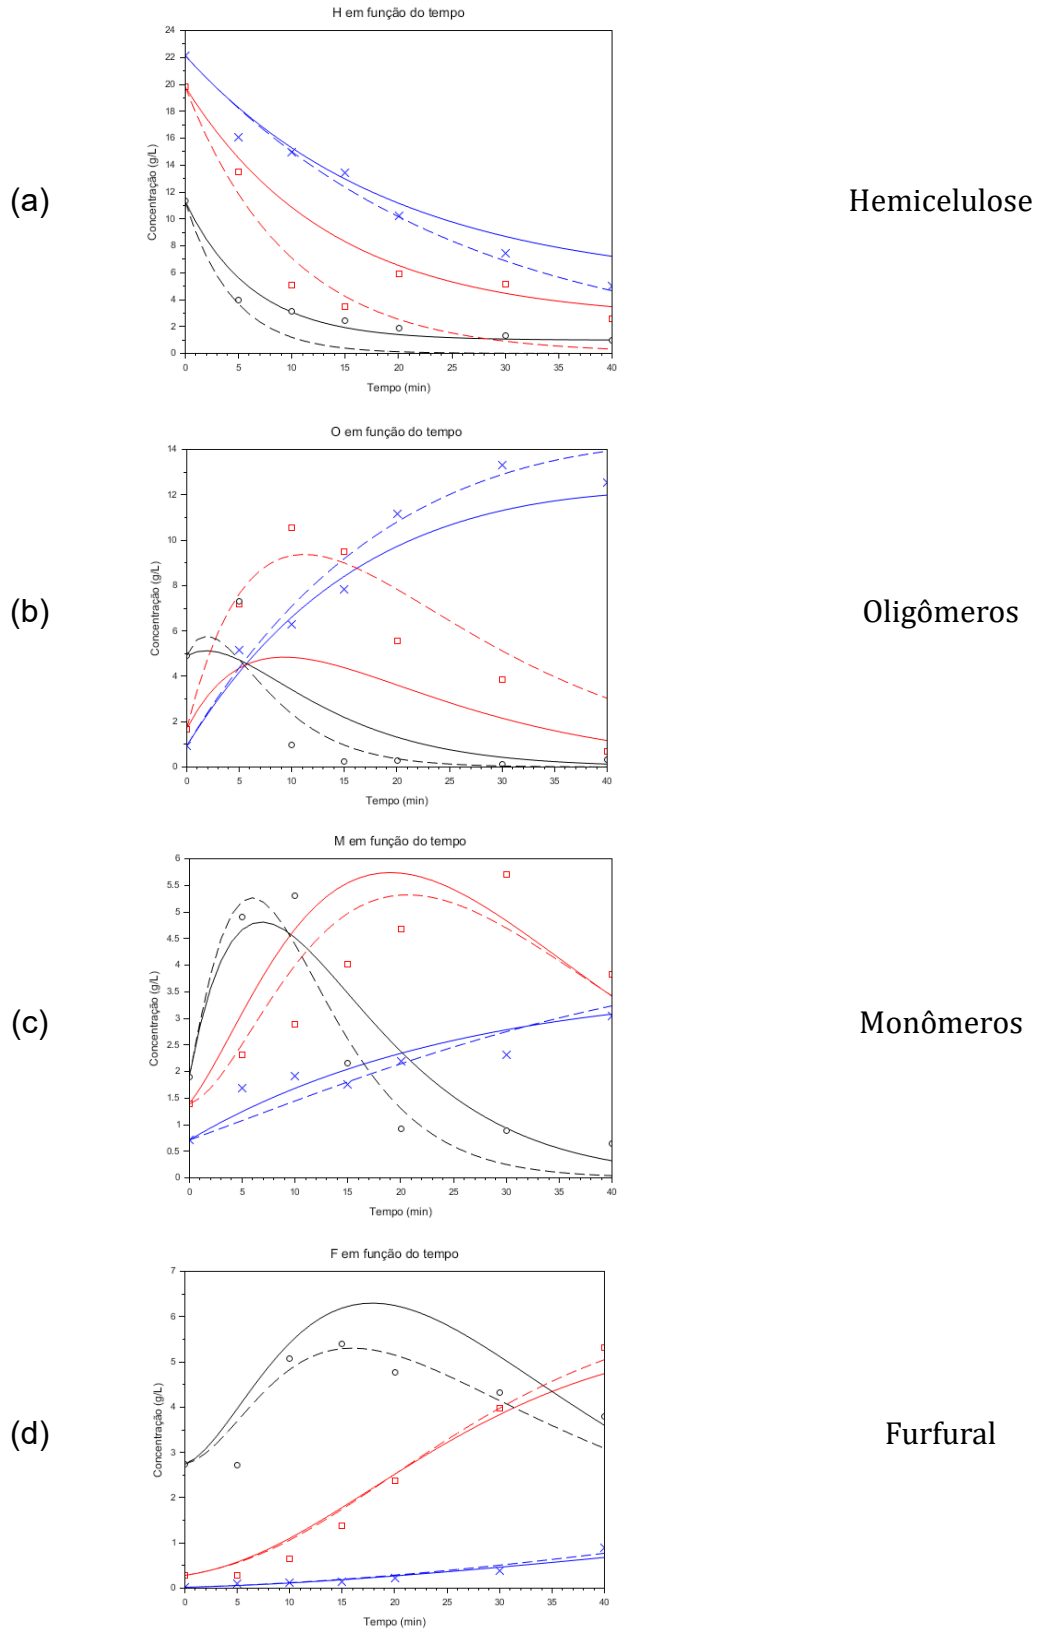 H em função do tempo
24
22
20
18
16
14
12
10
8
6
4
2
0
Concentração (g/L)
0 5 10 15 20 25 30 35 40
Tempo (min)
(a)
Hemicelulose
O em função do tempo
14
12
10
8
6
4
2
0
Concentração (g/L)
0 5 10 15 20 25 30 35 40
Tempo (min)
(b)
Oligômeros
M em função do tempo
6
5.5
5
4.5
4
3.5
3
2.5
2
1.5
1
0.5
0
Concentração (g/L)
0 5 10 15 20 25 30 35 40
Tempo (min)
(c)
Monômeros
F em função do tempo
7
6
5
4
3
2
1
0
Concentração (g/L)
0 5 10 15 20 25 30 35 40
Tempo (min)
(d)
Furfural